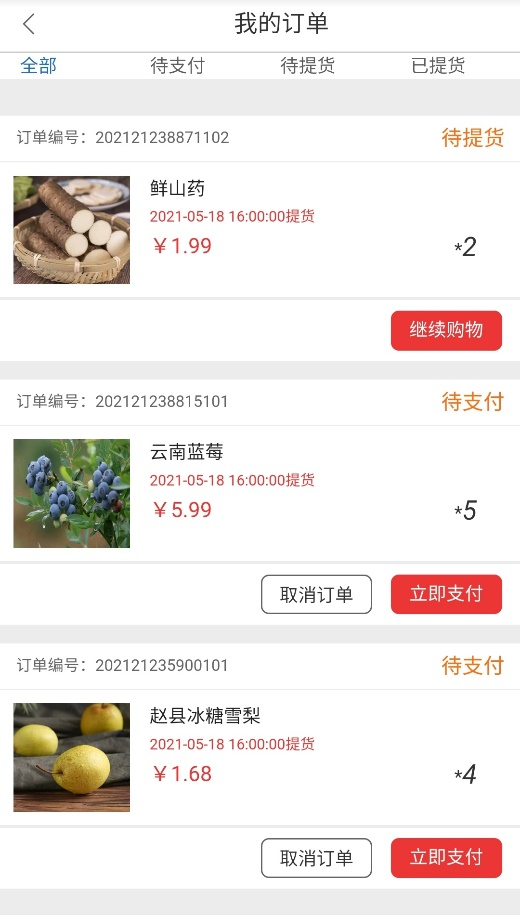 我的订单
全部 待支付 待提货 已提货
订单编号：202121238871102 待提货
鲜山药
2021-05-18 16:00:00提货
￥1.99 *2
继续购物
订单编号：202121238815101 待支付
云南蓝莓
2021-05-18 16:00:00提货
￥5.99 *5
取消订单 立即支付
订单编号：202121235900101 待支付
赵县冰糖雪梨
2021-05-18 16:00:00提货
￥1.68 *4
取消订单 立即支付